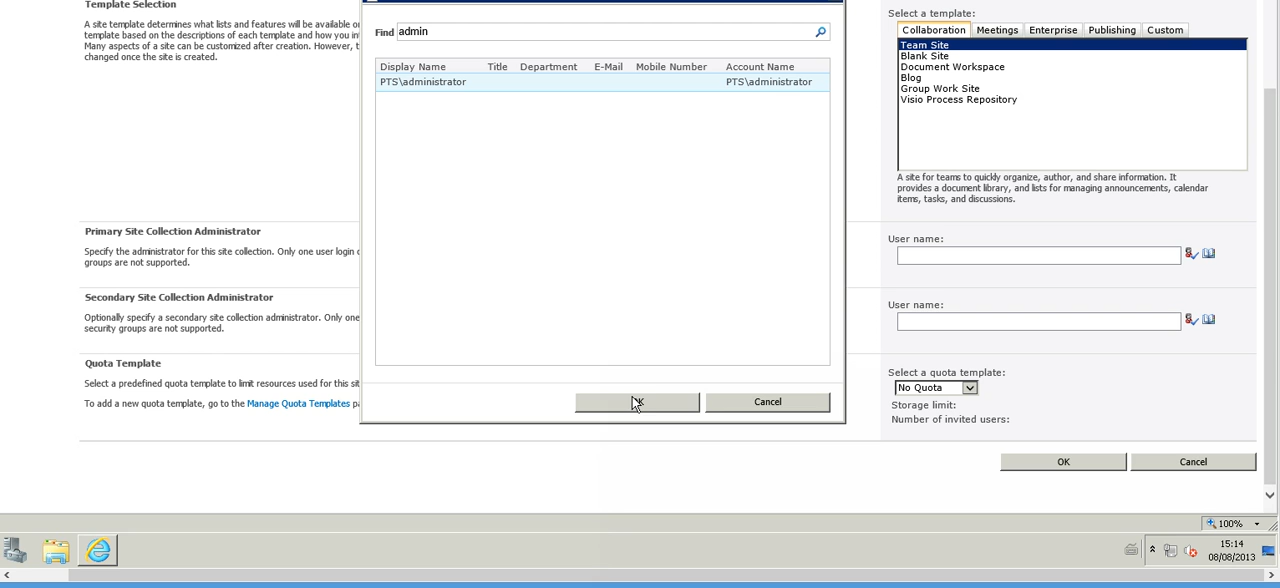 Template Selection
A site template determines what lists and features will be available o
template based on the descriptions of each template and how you in
Many aspects of a site can be customized after creation. However, t
changed once the site is created.
Find admin
Display Name Title Department E-Mail Mobile Number Account Name
PTS\administrator PTS\administrator
Cancel
Select a template:
Collaboration Meetings Enterprise Publishing Custom
Team Site
Blank Site
Document Workspace
Blog
Group Work Site
Visio Process Repository
A site for teams to quickly organize, author, and share information. It
provides a document library, and lists for managing announcements, calendar
items, tasks, and discussions.
Primary Site Collection Administrator
Specify the administrator for this site collection. Only one user login
groups are not supported.
User name:
Secondary Site Collection Administrator
Optionally specify a secondary site collection administrator. Only one
security groups are not supported.
User name:
Quota Template
Select a predefined quota template to limit resources used for this sit
To add a new quota template, go to the Manage Quota Templates p
Select a quota template:
No Quota
Storage limit:
Number of invited users:
OK Cancel
100%
15:14
08/08/2013